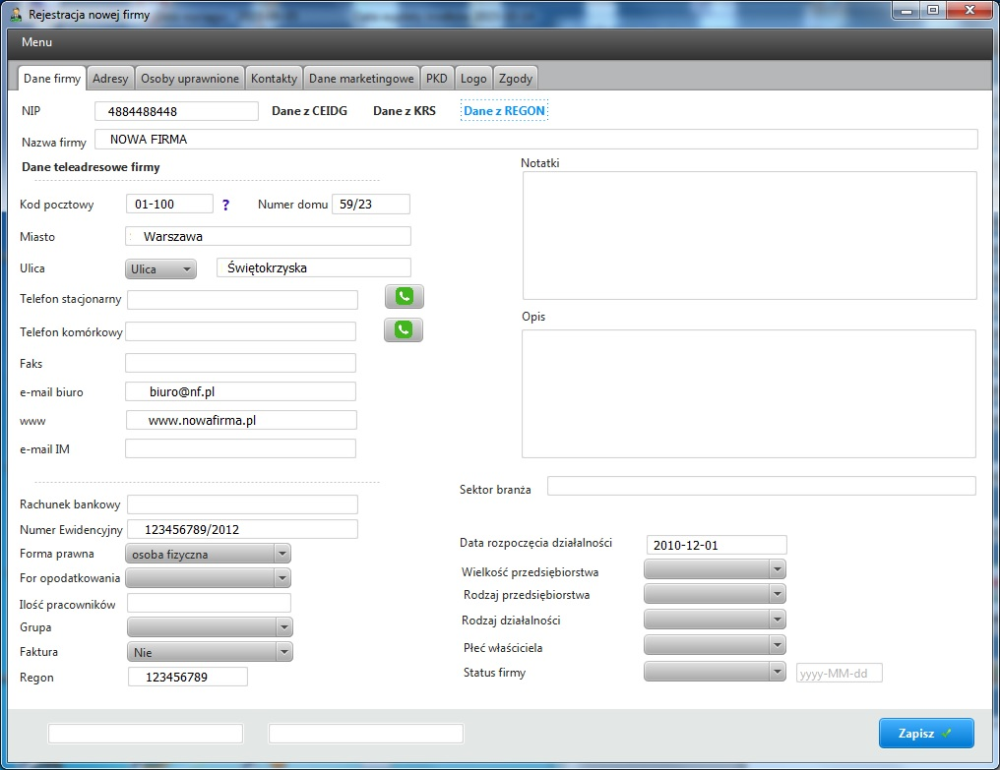 Rejestracja nowej firmy
Menu
Dane firmy Adresy Osoby uprawnione Kontakty Dane marketingowe PKD Logo Zgody
NIP 4884488448 Dane z CEIDG Dane z KRS Dane z REGON
Nazwa firmy NOWA FIRMA
Dane teleadresowe firmy
Notatki
Kod pocztowy 01-100 ? Numer domu 59/23
Miasto Warszawa
Ulica Ulica Świętokrzyska
Telefon stacjonarny
Opis
Telefon komórkowy
Faks
e-mail biuro biuro@nf.pl
www www.nowafirma.pl
e-mail IM
Sektor branża
Rachunek bankowy
Numer Ewidencyjny 123456789/2012
Data rozpoczęcia działalności 2010-12-01
Forma prawna osoba fizyczna
Wielkość przedsiębiorstwa
For opodatkowania
Rodzaj przedsiębiorstwa
Ilość pracowników
Rodzaj działalności
Grupa
Płeć właściciela
Faktura Nie
Status firmy yyyy-MM-dd
Regon 123456789
Zapisz